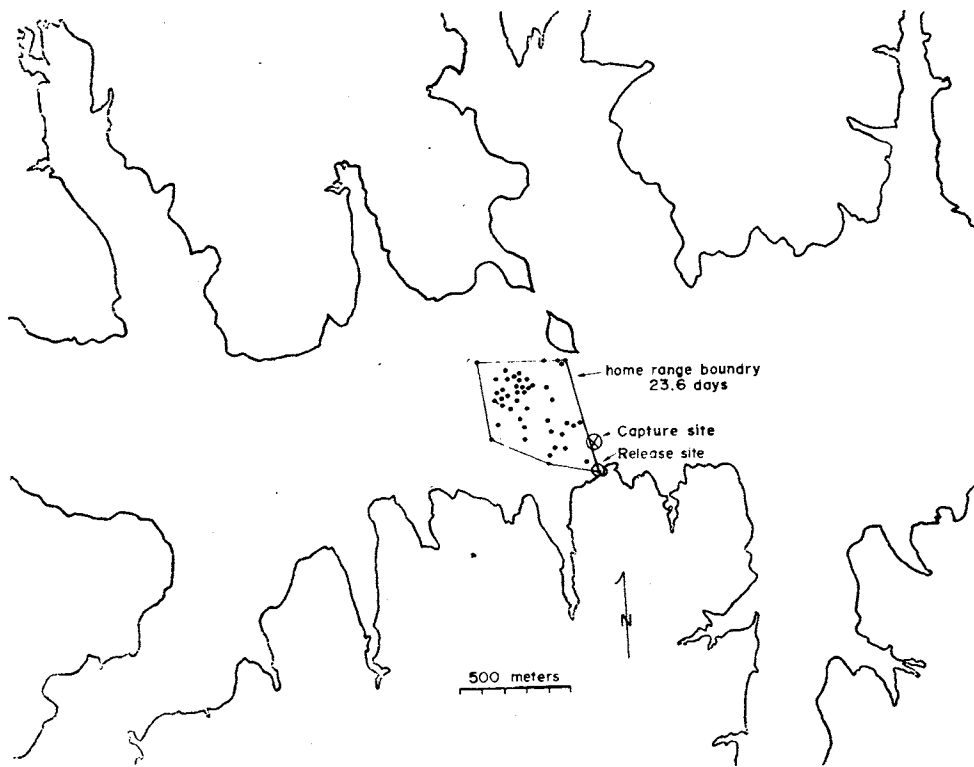 home range boundry
23.6 days
Capture site
Release site
N
500 meters